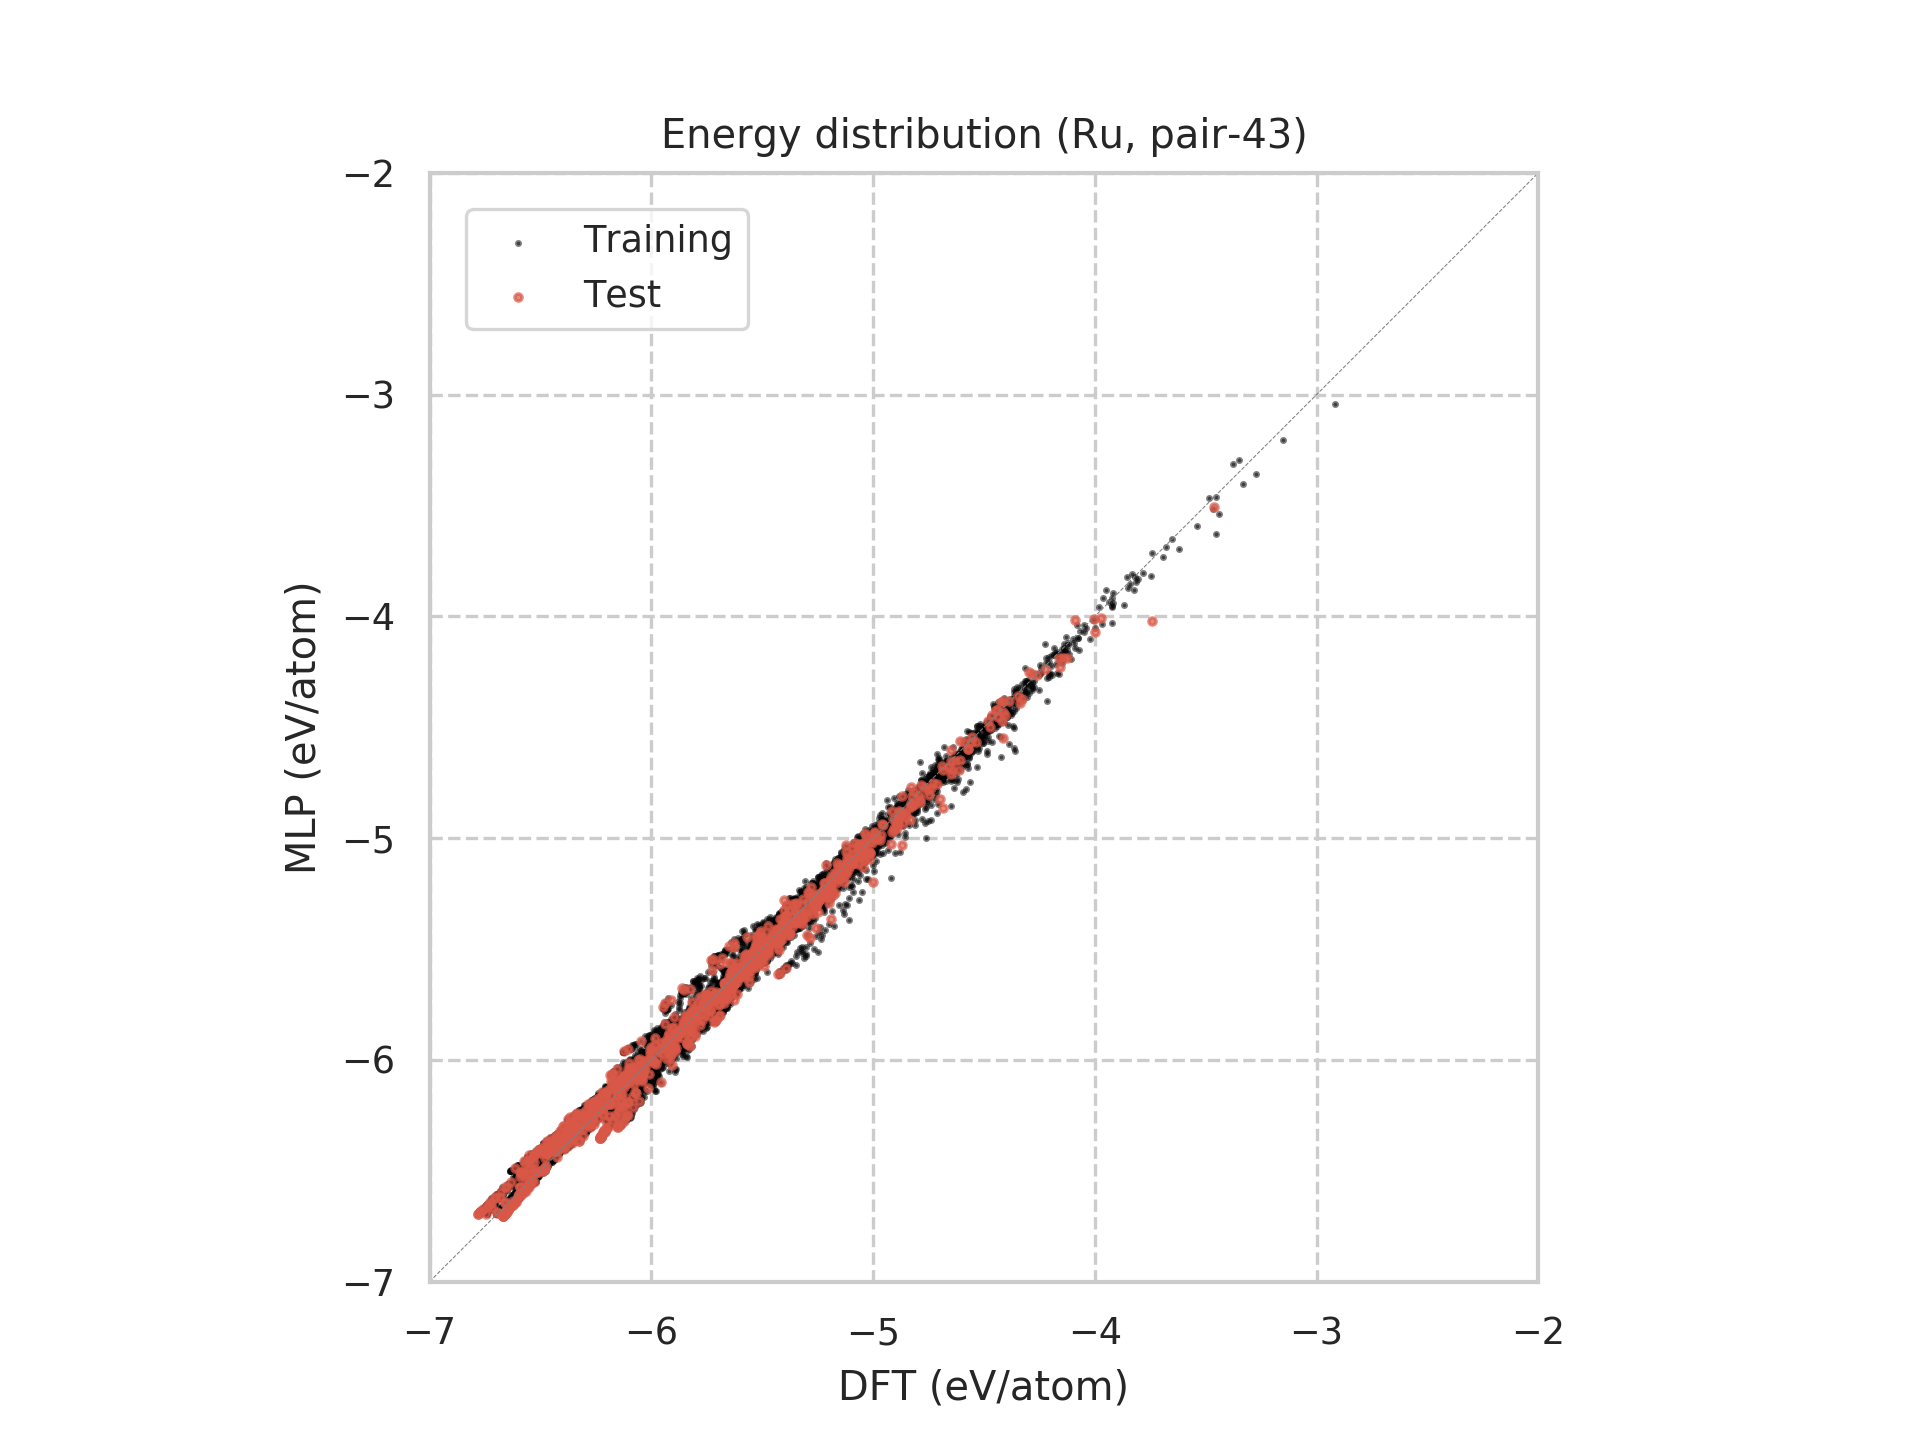 Energy distribution (Ru, pair-43)
−2
Training
Test
−3
−4
MLP (eV/atom)
−5
−6
−7
−7 −6 −5 −4 −3 −2
DFT (eV/atom)